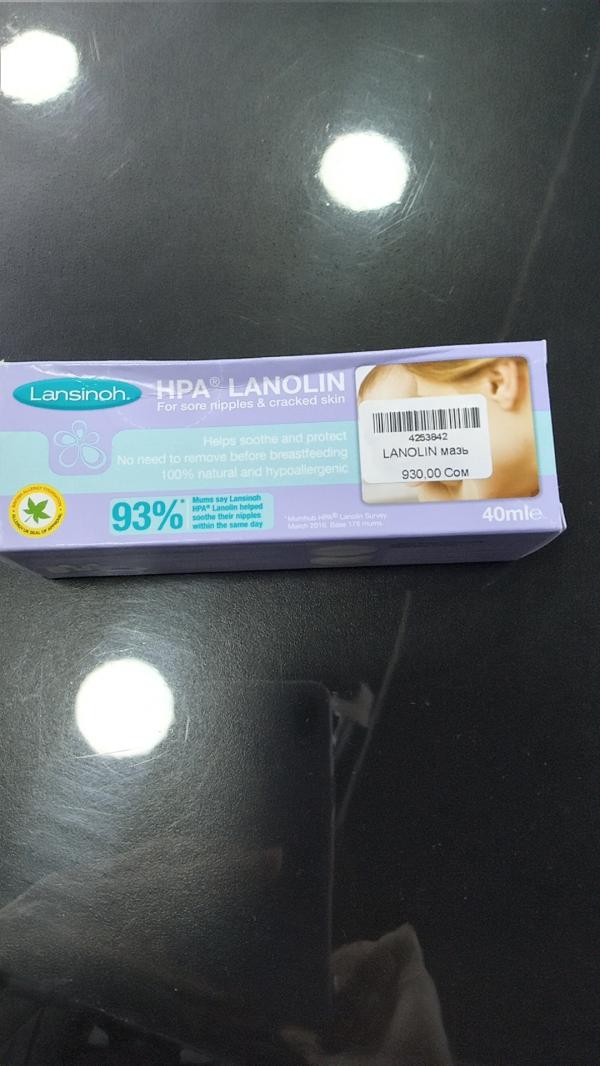 Lansinoh.
HPA® LANOLIN
For sore nipples & cracked skin
Helps soothe and protect
No need to remove before breastfeeding
100% natural and hypoallergenic
93%*
Mums say Lansinoh
HPA® Lanolin helped
soothe their nipples
within the same day
*Mumhub HPA® Lanolin Survey
March 2016. Base 176 mums.
4253842
LANOLIN мазь
930,00 Сом
40mle